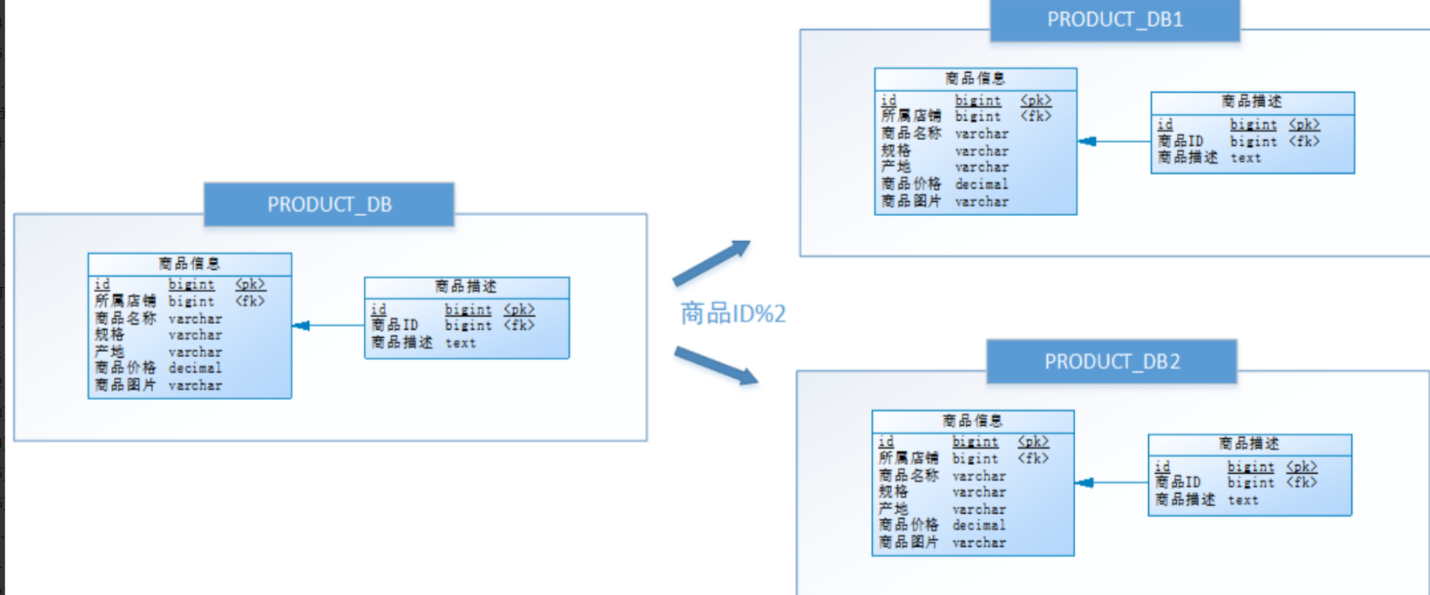 PRODUCT_DB
商品信息
id bigint <pk>
所属店铺 bigint <fk>
商品名称 varchar
规格 varchar
产地 varchar
商品价格 decimal
商品图片 varchar
商品描述
id bigint <pk>
商品ID bigint <fk>
商品描述 text
商品ID%2
PRODUCT_DB1
商品信息
id bigint <pk>
所属店铺 bigint <fk>
商品名称 varchar
规格 varchar
产地 varchar
商品价格 decimal
商品图片 varchar
商品描述
id bigint <pk>
商品ID bigint <fk>
商品描述 text
PRODUCT_DB2
商品信息
id bigint <pk>
所属店铺 bigint <fk>
商品名称 varchar
规格 varchar
产地 varchar
商品价格 decimal
商品图片 varchar
商品描述
id bigint <pk>
商品ID bigint <fk>
商品描述 text